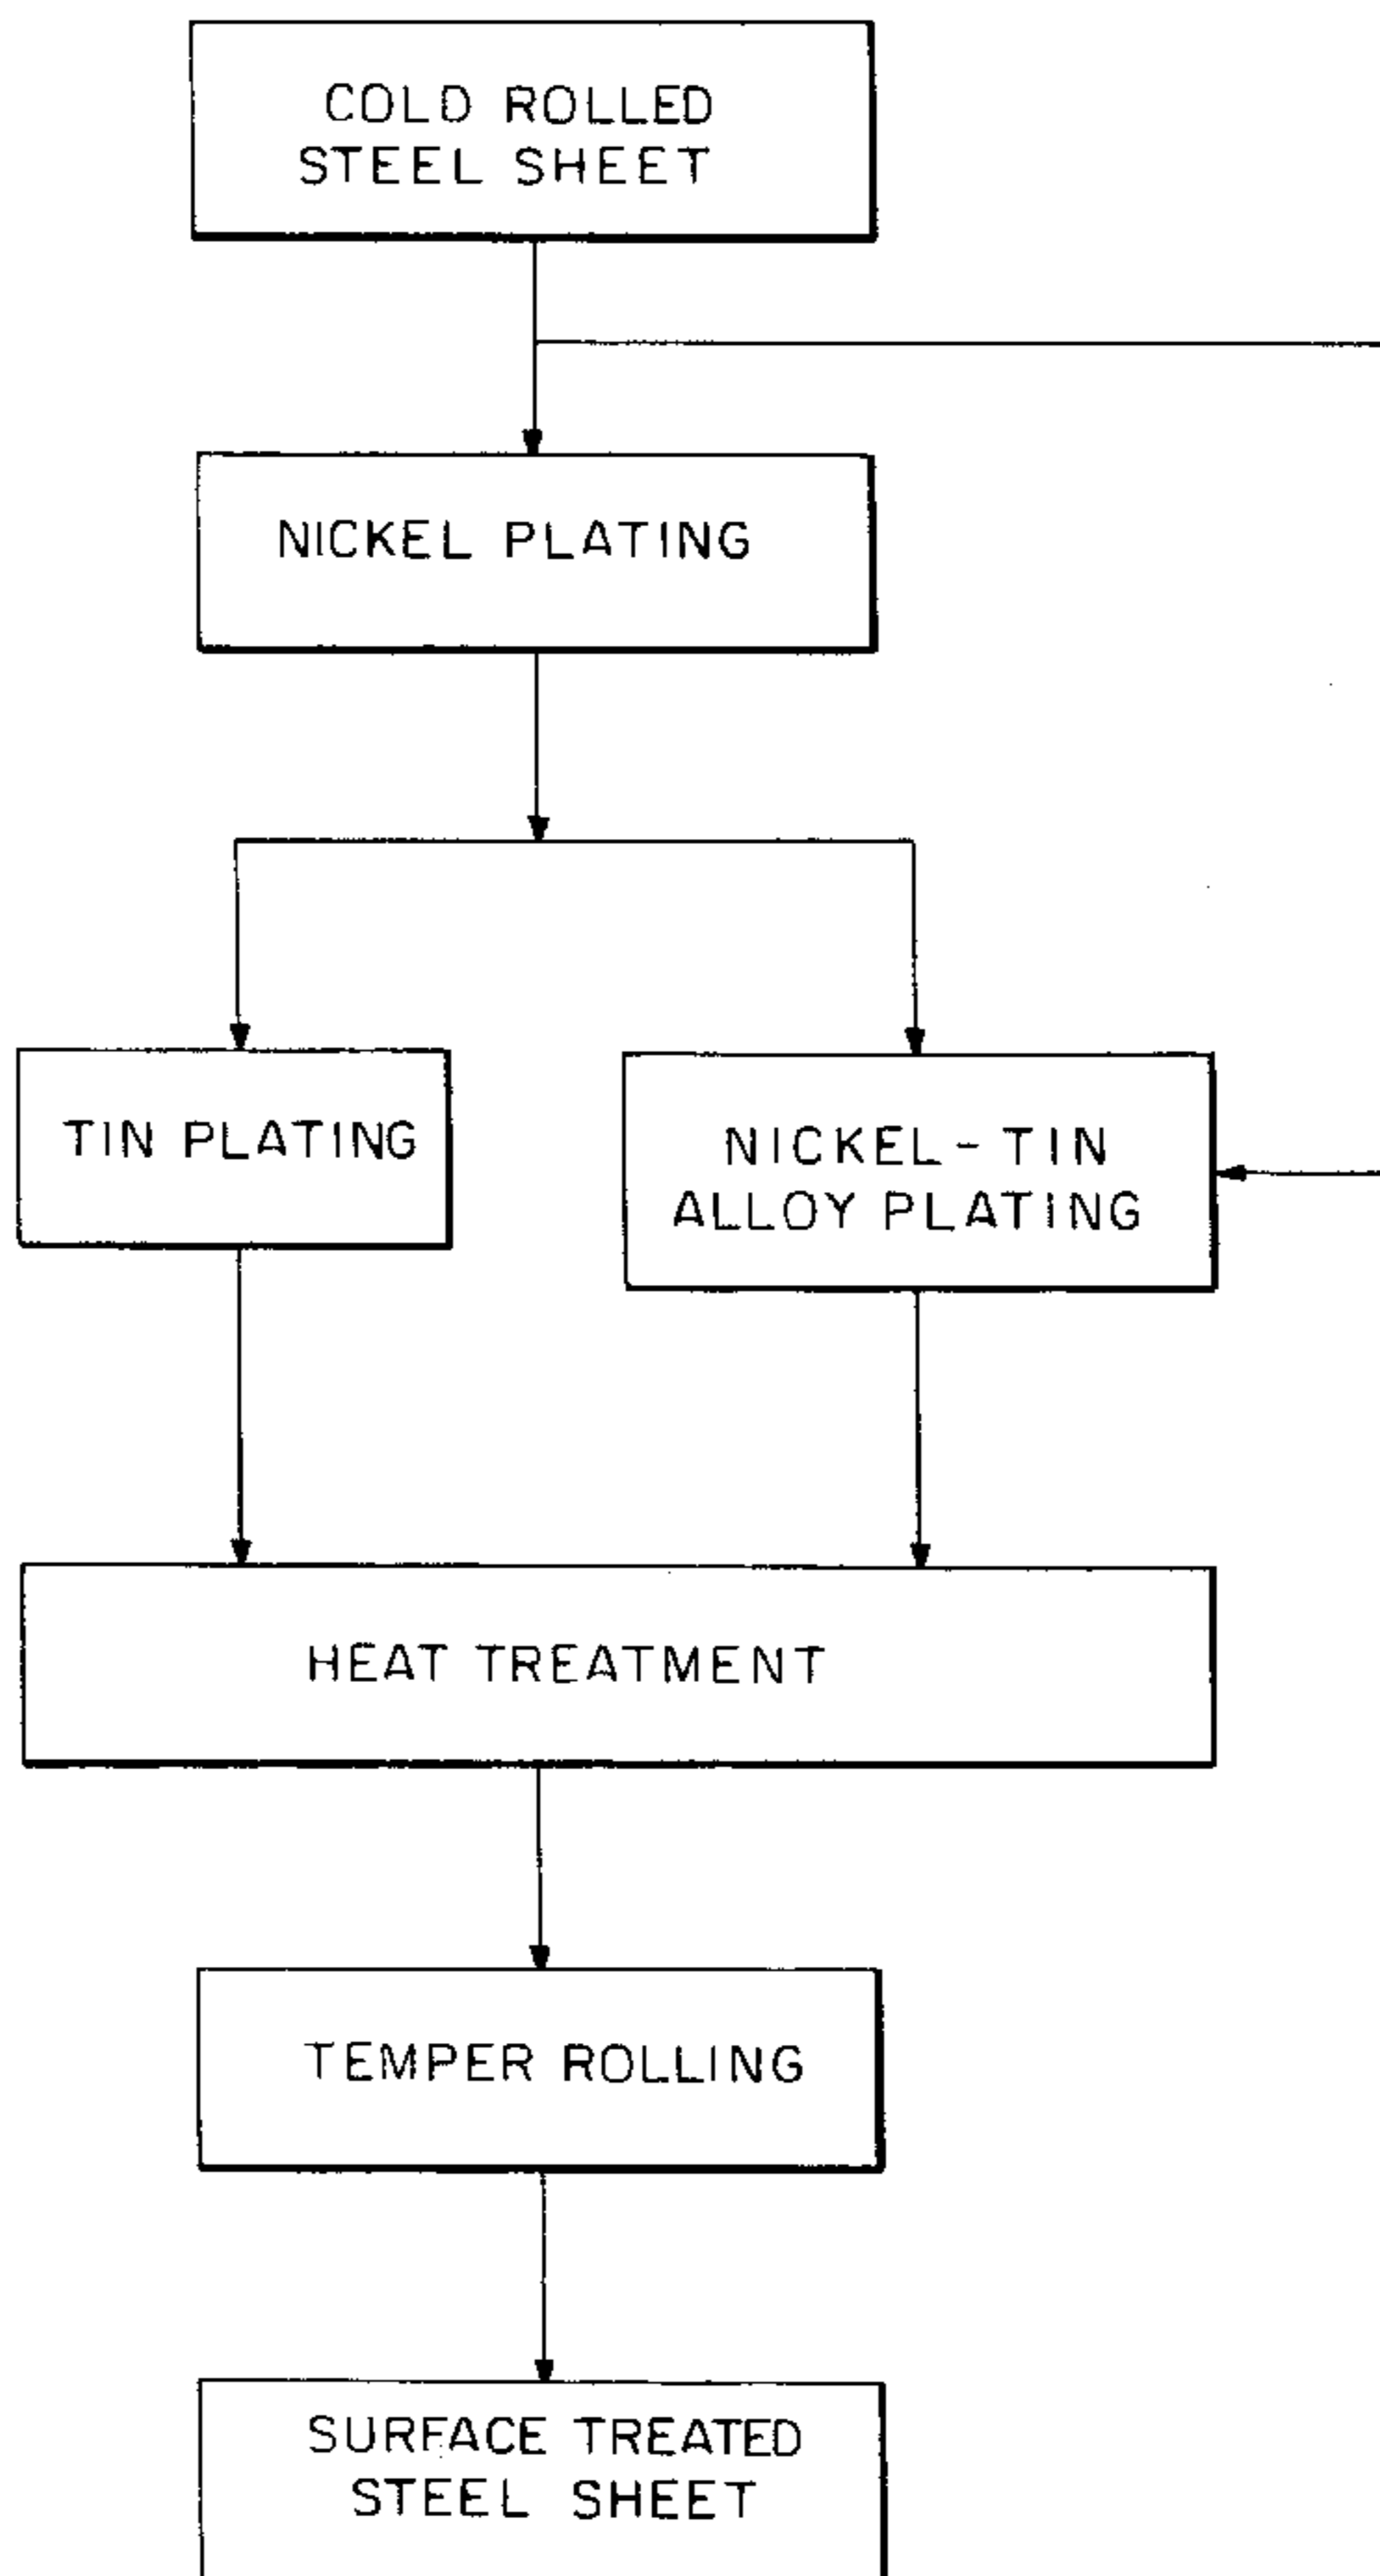 COLD ROLLED
STEEL SHEET
NICKEL PLATING
TIN PLATING
NICKEL-TIN
ALLOY PLATING
HEAT TREATMENT
TEMPER ROLLING
SURFACE TREATED
STEEL SHEET